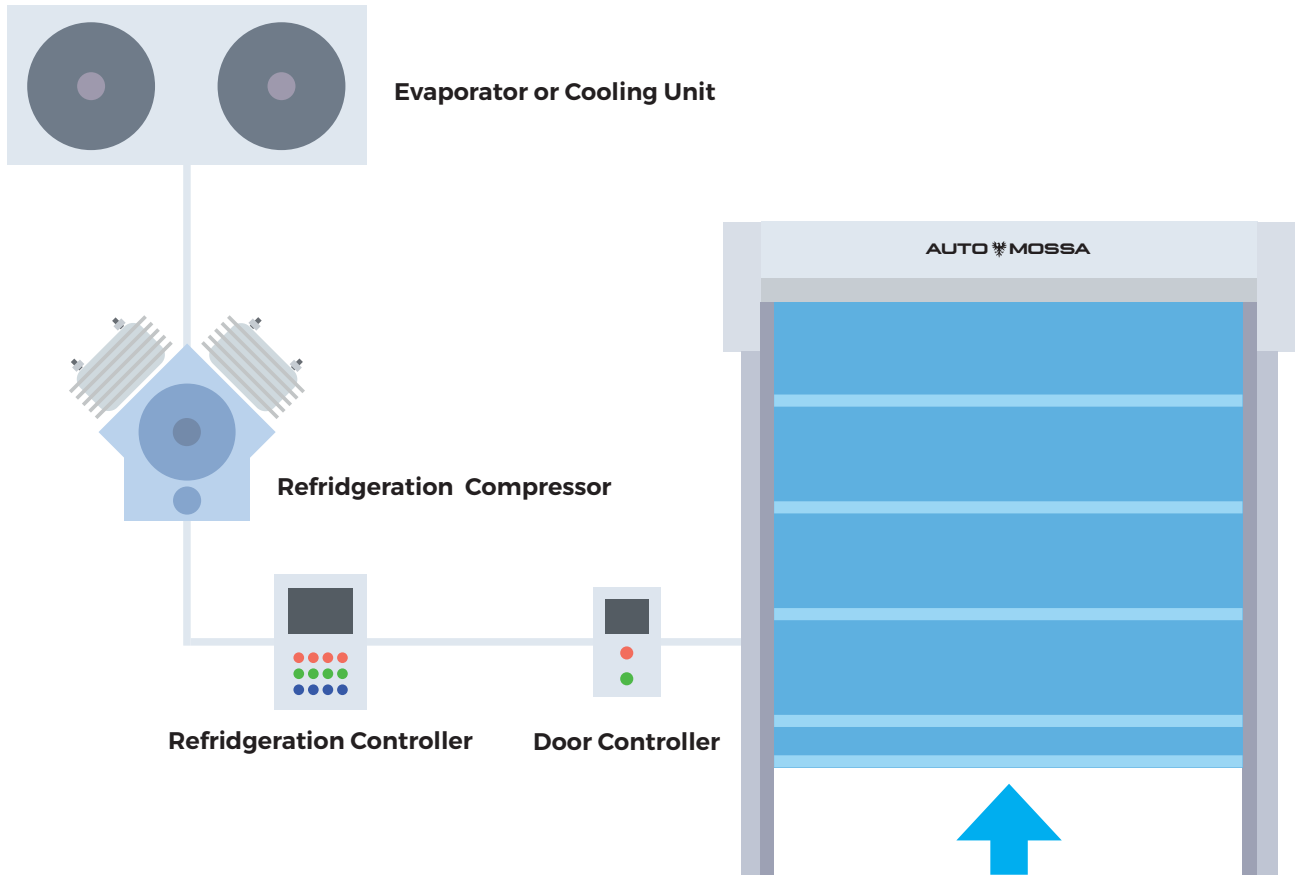 Evaporator or Cooling Unit
AUTO MOSSA
Refridgeration Compressor
Refridgeration Controller
Door Controller